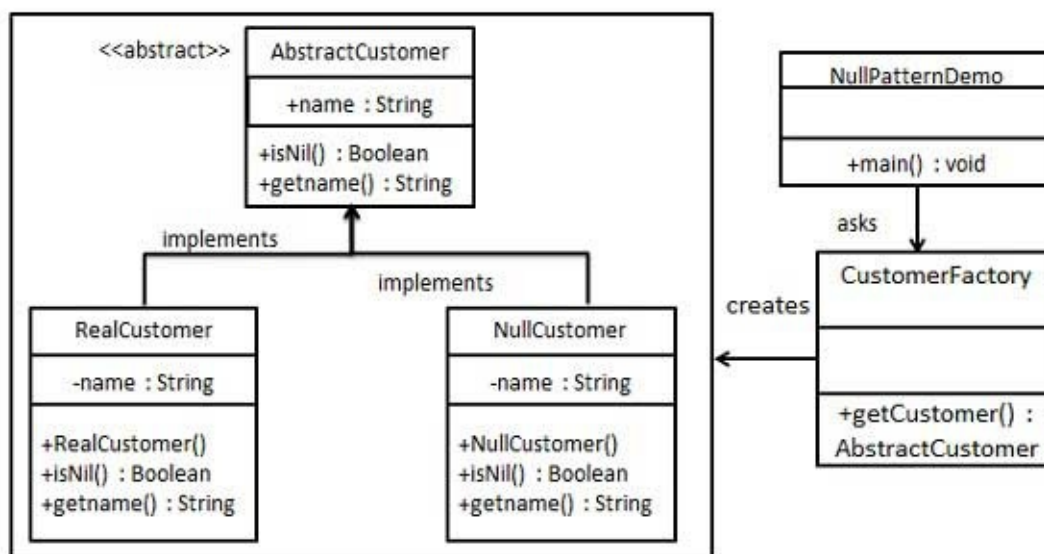 <<abstract>>
AbstractCustomer
+name : String
+isNil() : Boolean
+getname() : String
implements
implements
RealCustomer
-name : String
+RealCustomer()
+isNil() : Boolean
+getname() : String
NullCustomer
-name : String
+NullCustomer()
+isNil() : Boolean
+getname() : String
NullPatternDemo
+main() : void
asks
CustomerFactory
creates
+getCustomer() :
AbstractCustomer